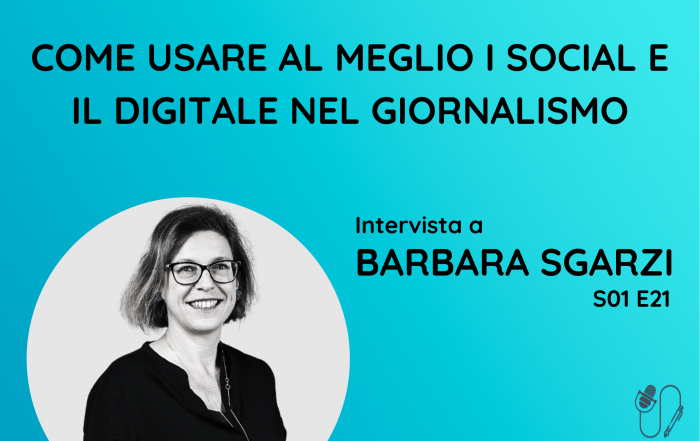 COME USARE AL MEGLIO I SOCIAL E
IL DIGITALE NEL GIORNALISMO
Intervista a
BARBARA SGARZI
S01 E21